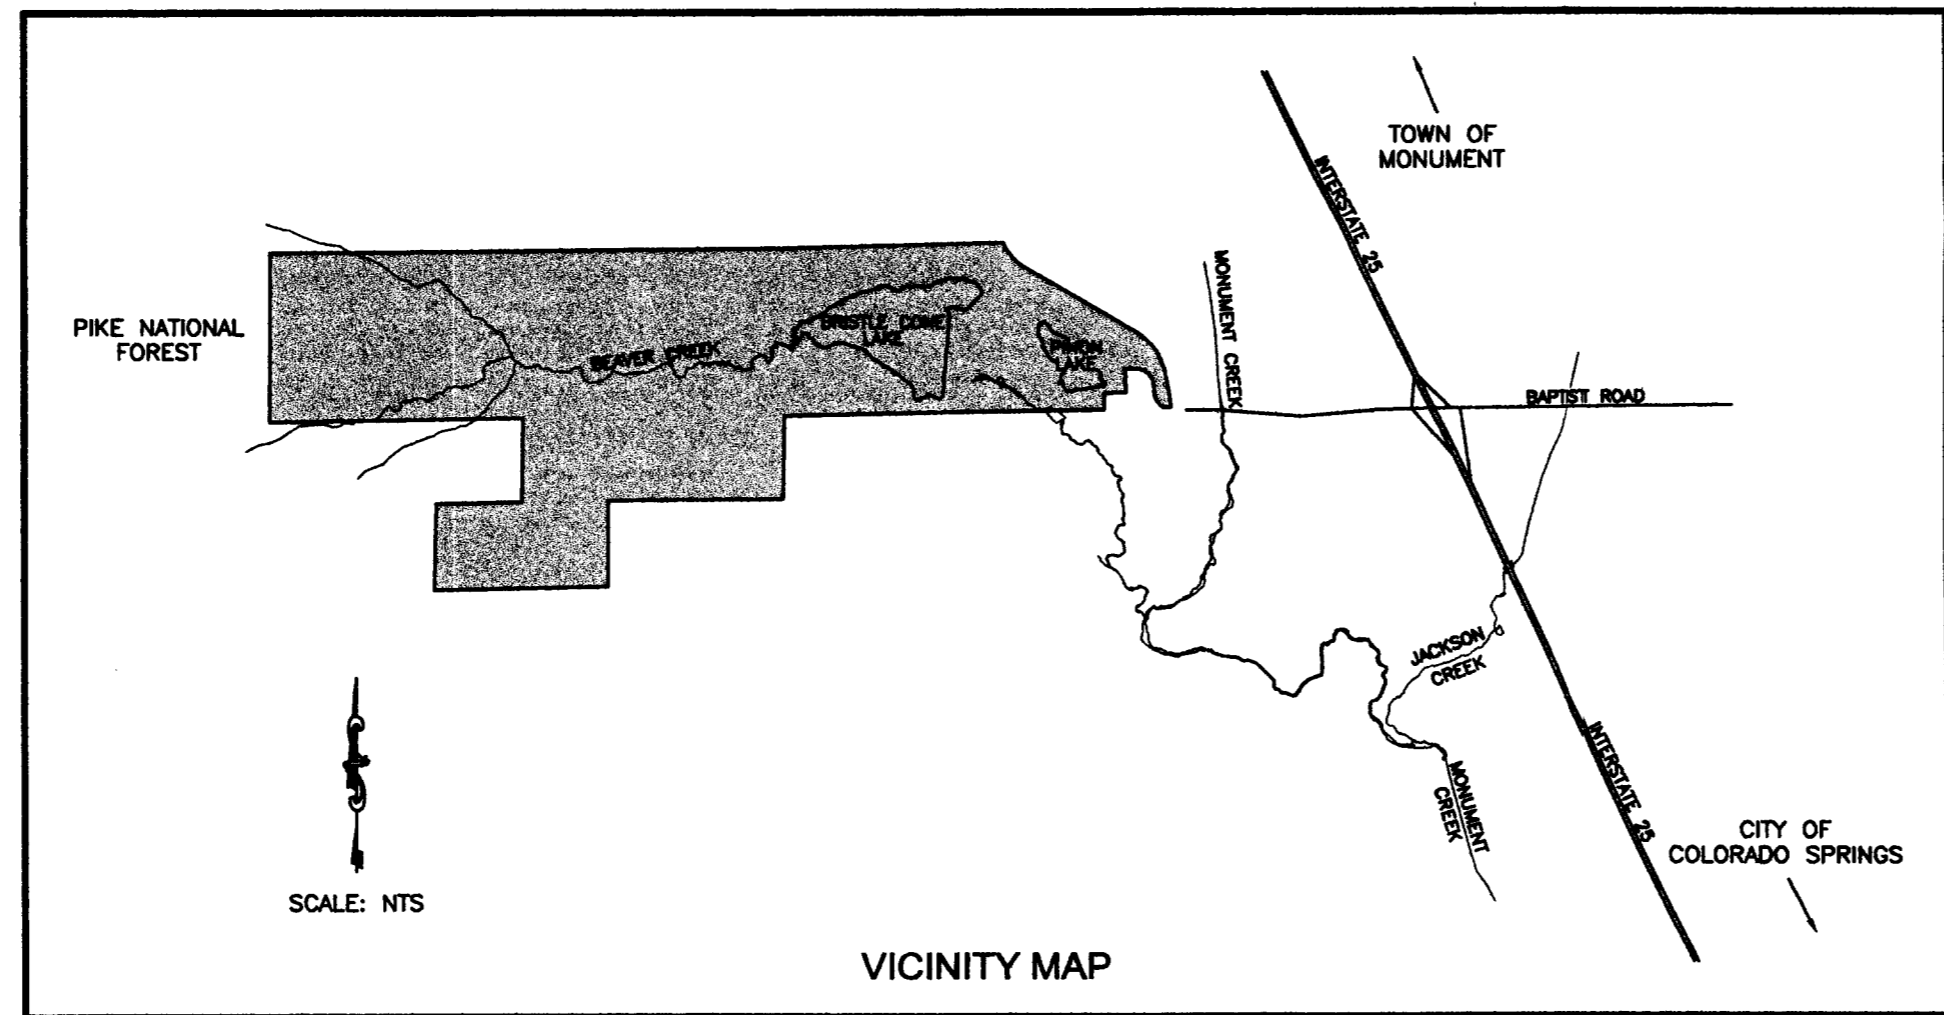 TOWN OF
MONUMENT
INTERSTATE 25
MONUMENT CREEK
PIKE NATIONAL
FOREST
BRISTLE CONE
LAKE
BEAVER CREEK
PINON
LAKE
BAPTIST ROAD
JACKSON
CREEK
INTERSTATE 25
MONUMENT
CREEK
CITY OF
COLORADO SPRINGS
SCALE: NTS
VICINITY MAP